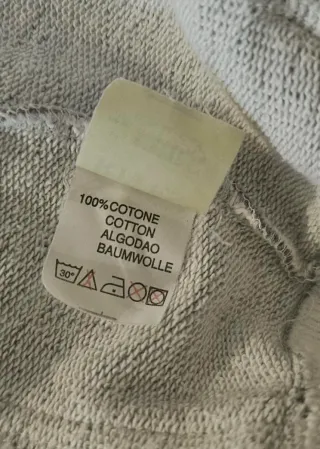 100% COTONE
COTTON
ALGODAO
BAUMWOLLE
30°